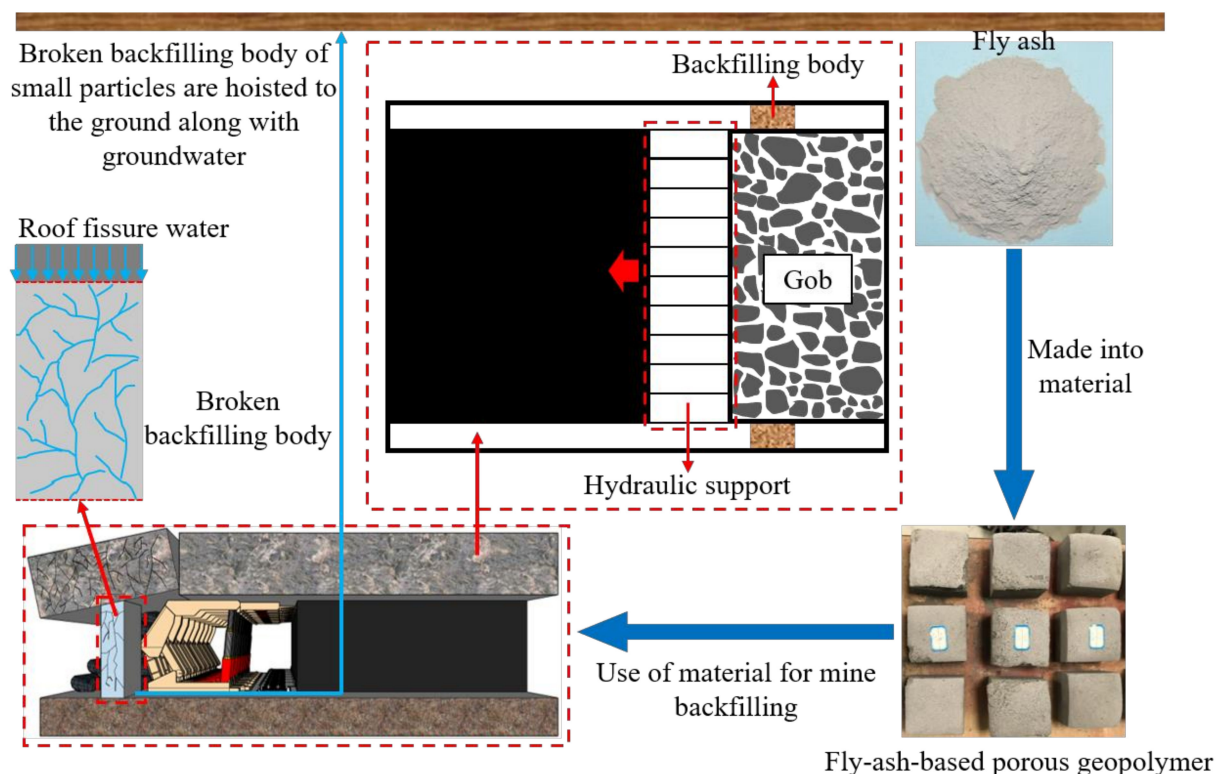 Broken backfilling body of
small particles are hoisted to
the ground along with
groundwater
Fly ash
Backfilling body
Roof fissure water
Gob
Made into
material
Broken
backfilling body
Hydraulic support
Use of material for mine
backfilling
Fly-ash-based porous geopolymer